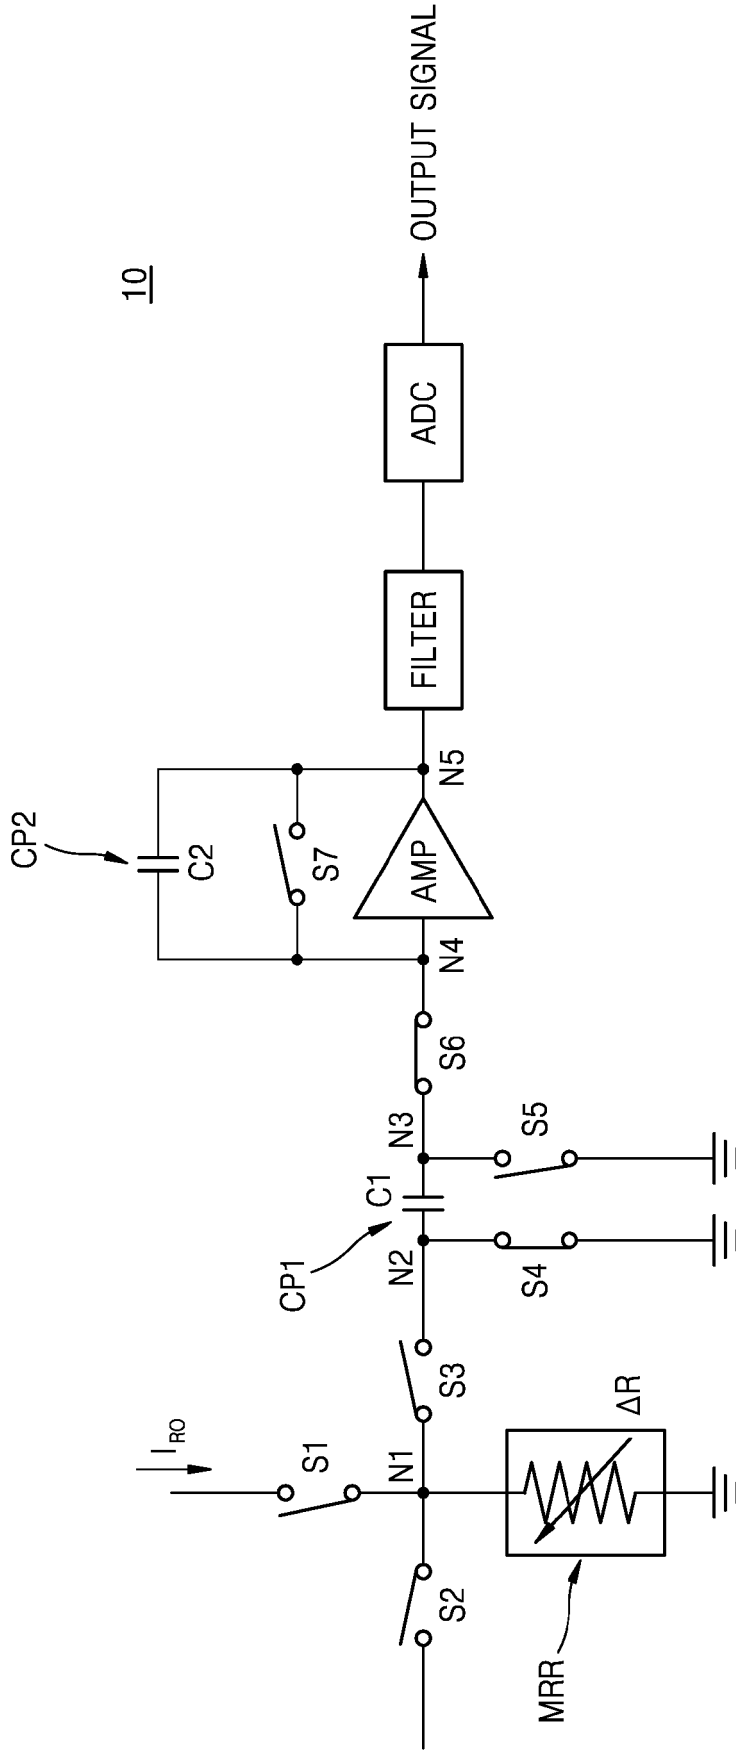 10
CP2
C2
S7
I_RO
S1
CP1
C1
S2
N1
S3
N2
N3
S6
N4
AMP
N5
FILTER
ADC
OUTPUT SIGNAL
S4
S5
MRR
ΔR